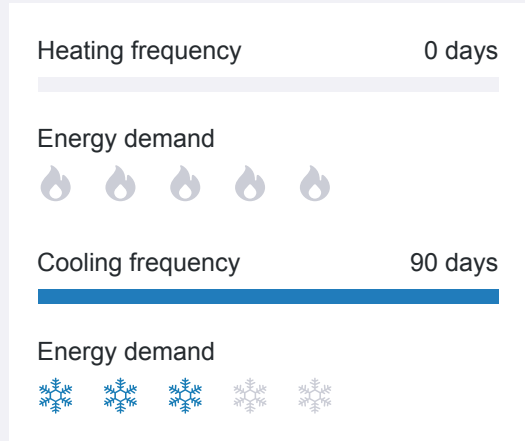 Heating frequency 0 days
Energy demand
Cooling frequency 90 days
Energy demand